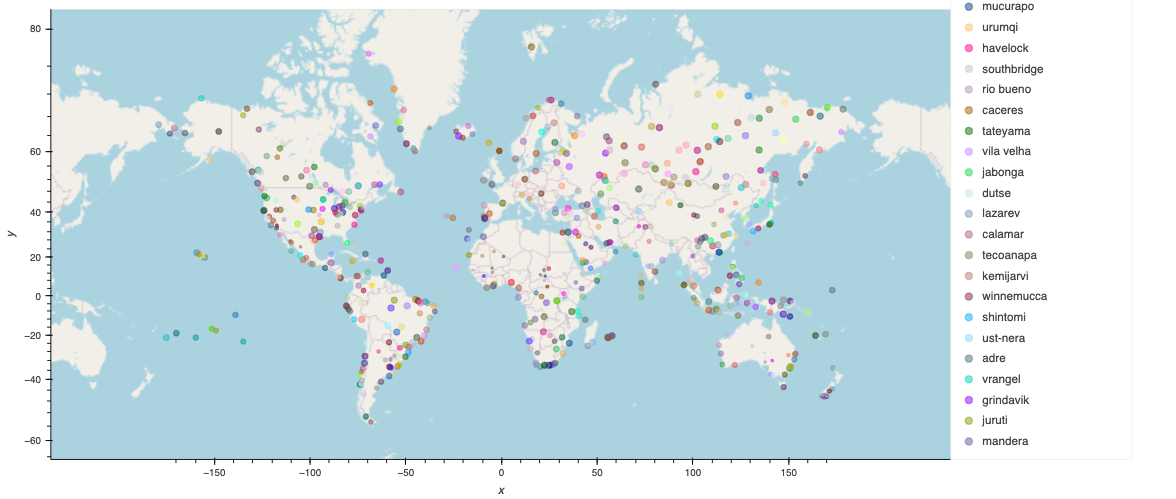 mucurapo
urumqi
havelock
southbridge
rio bueno
caceres
tateyama
vila velha
jabonga
dutse
lazarev
calamar
tecoanapa
kemijarvi
winnemucca
shintomi
ust-nera
adre
vrangel
grindavik
juruti
mandera
80
60
40
20
0
−20
−40
−60
y
−150
−100
−50
0
50
100
150
x